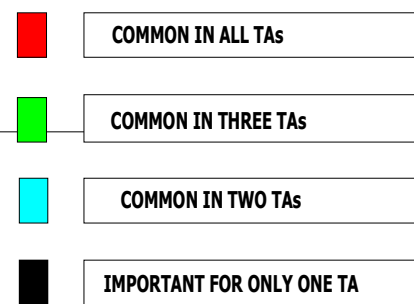 COMMON IN ALL TAs
COMMON IN THREE TAs
COMMON IN TWO TAs
IMPORTANT FOR ONLY ONE TA